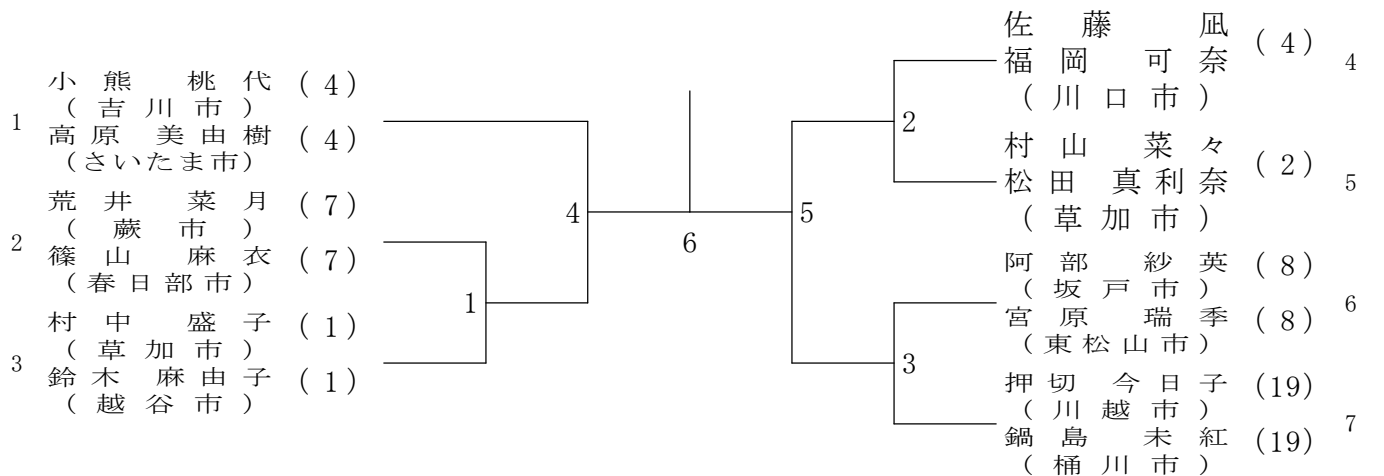 1
小熊 桃代 (4)
(吉川市)
高原 美由樹 (4)
(さいたま市)
2
荒井 菜月 (7)
(蕨市)
篠山 麻衣 (7)
(春日部市)
3
村中 盛子 (1)
(草加市)
鈴木 麻由子 (1)
(越谷市)
1
4
6
5
2
3
佐藤 凪
福岡 可奈 (4)
(川口市)
4
村山 菜々
松田 真利奈 (2)
(草加市)
5
阿部 紗英 (8)
(坂戸市)
宮原 瑞季 (8)
(東松山市)
6
押切 今日子 (19)
(川越市)
鍋島 未紅 (19)
(桶川市)
7